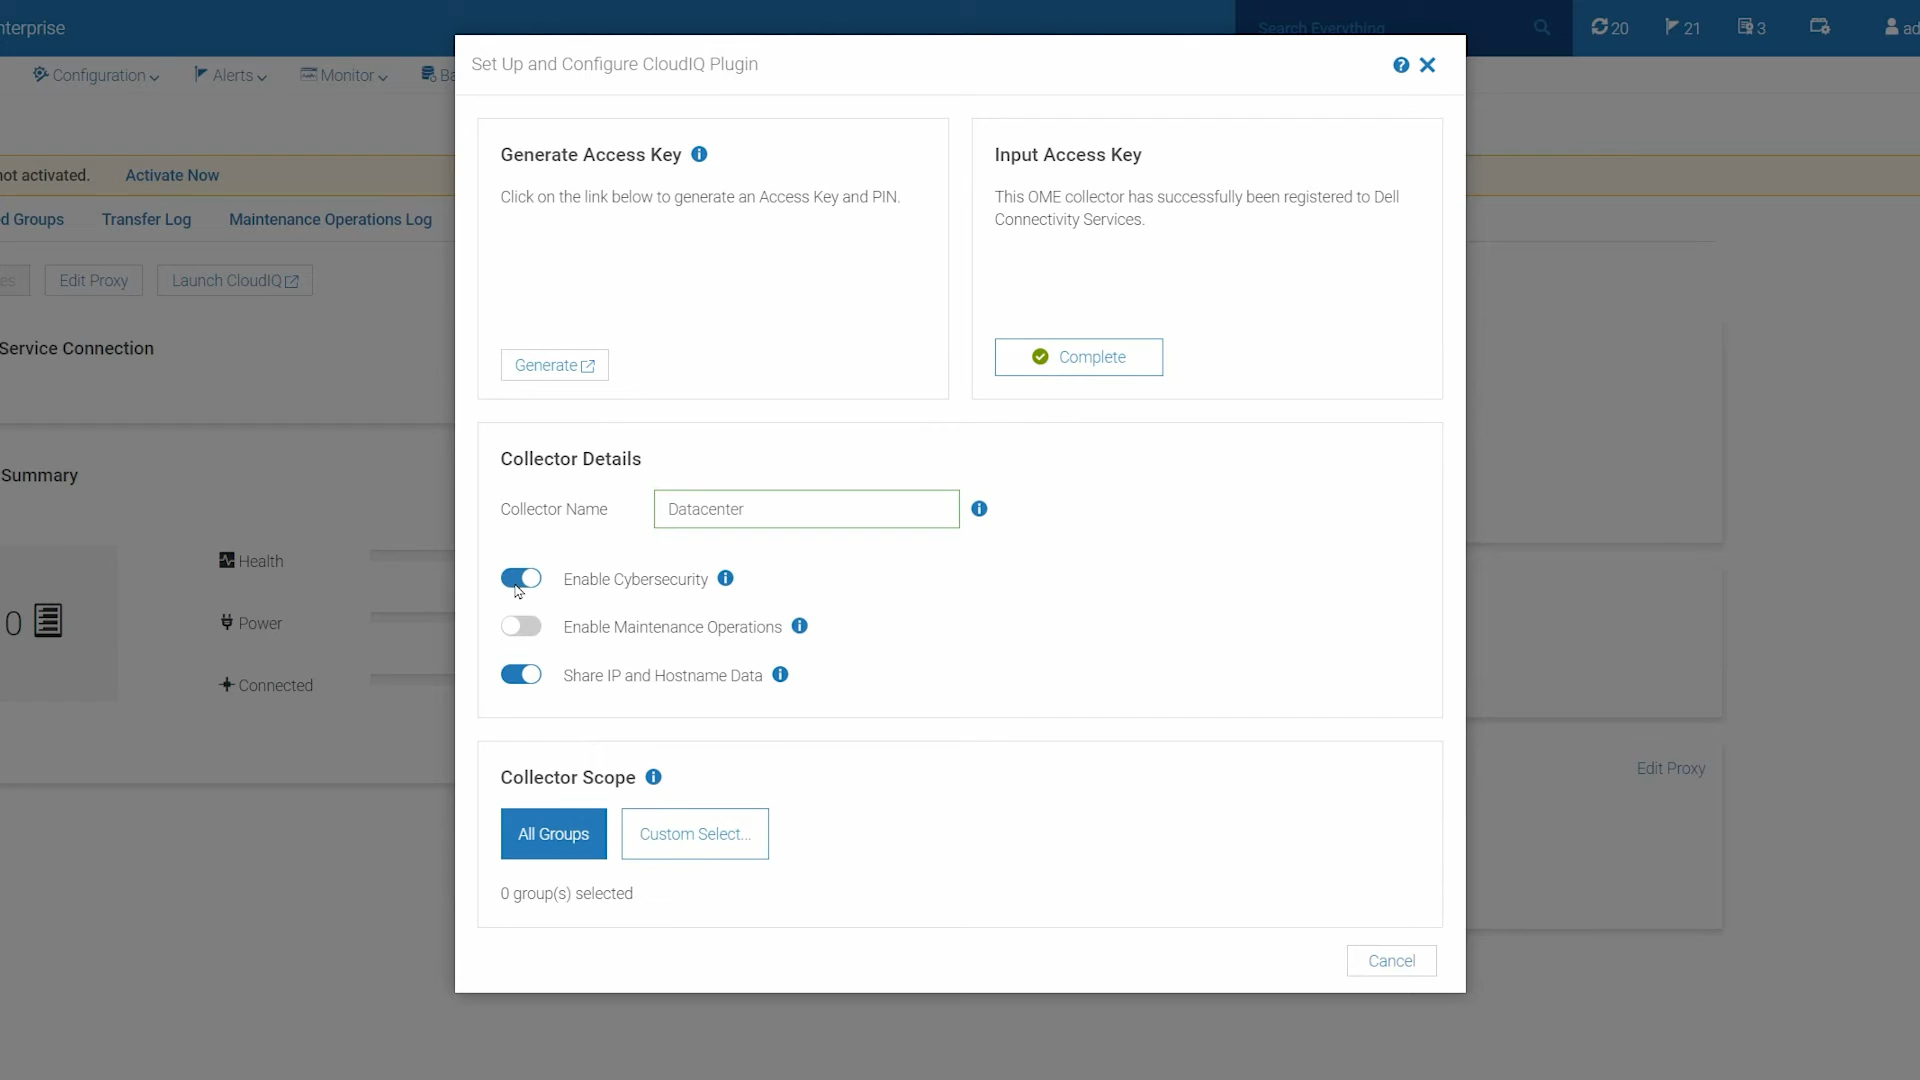 nterprise
Search Everything
20
21
3
ad
Configuration
Alerts
Monitor
Ba
Set Up and Configure CloudIQ Plugin
not activated.
Activate Now
d Groups
Transfer Log
Maintenance Operations Log
es
Edit Proxy
Launch CloudIQ
Service Connection
Summary
0
Health
Power
Connected
Edit Proxy
Generate Access Key
Click on the link below to generate an Access Key and PIN.
Generate
Input Access Key
This OME collector has successfully been registered to Dell
Connectivity Services.
Complete
Collector Details
Collector Name
Datacenter
Enable Cybersecurity
Enable Maintenance Operations
Share IP and Hostname Data
Collector Scope
All Groups
Custom Select...
0 group(s) selected
Cancel